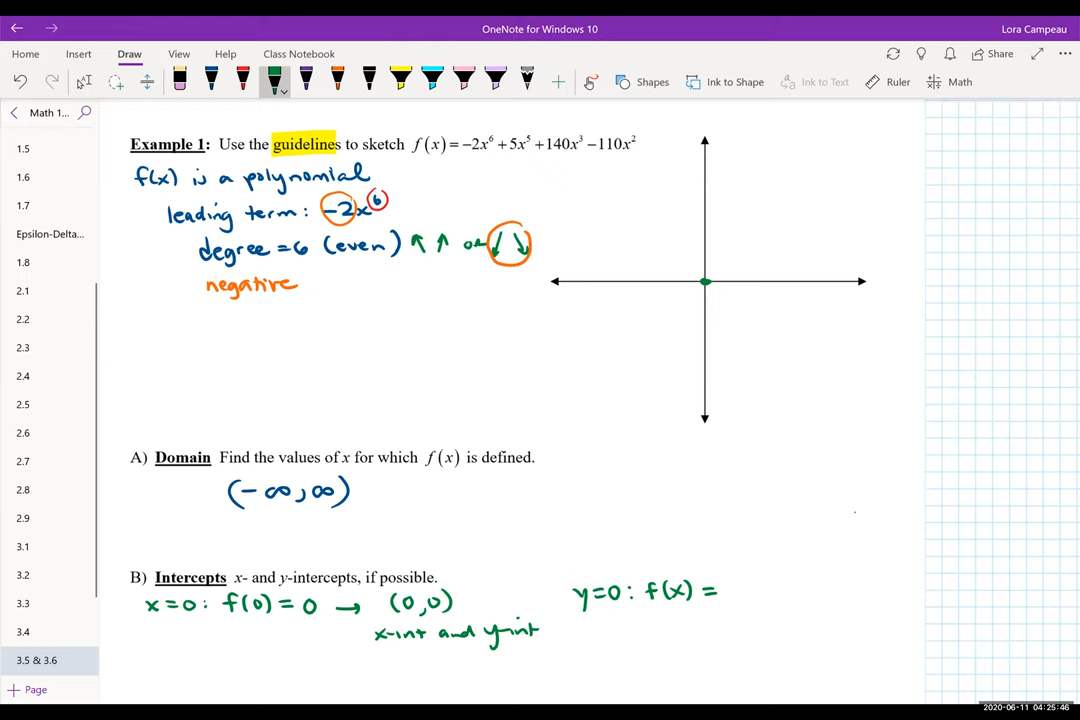 OneNote for Windows 10
Lora Campeau
Home Insert Draw View Help Class Notebook
Share
Shapes Ink to Shape Ink to Text Ruler Math
Math 1...
1.5
1.6
1.7
Epsilon-Delta...
1.8
2.1
2.2
2.3
2.4
2.5
2.6
2.7
2.8
2.9
3.1
3.2
3.3
3.4
3.5 & 3.6
Page
Example 1: Use the guidelines to sketch f(x) = −2x⁶ + 5x⁵ + 140x³ − 110x²
f(x) is a polynomial
leading term: −2x⁶
degree = 6 (even) ↑ ↑ or ↓ ↓
negative
A) Domain Find the values of x for which f(x) is defined.
(−∞, ∞)
B) Intercepts x- and y-intercepts, if possible.
x=0: f(0) = 0 → (0,0)
x-int and y-int
y=0: f(x) =
2020-06-11 04:25:46